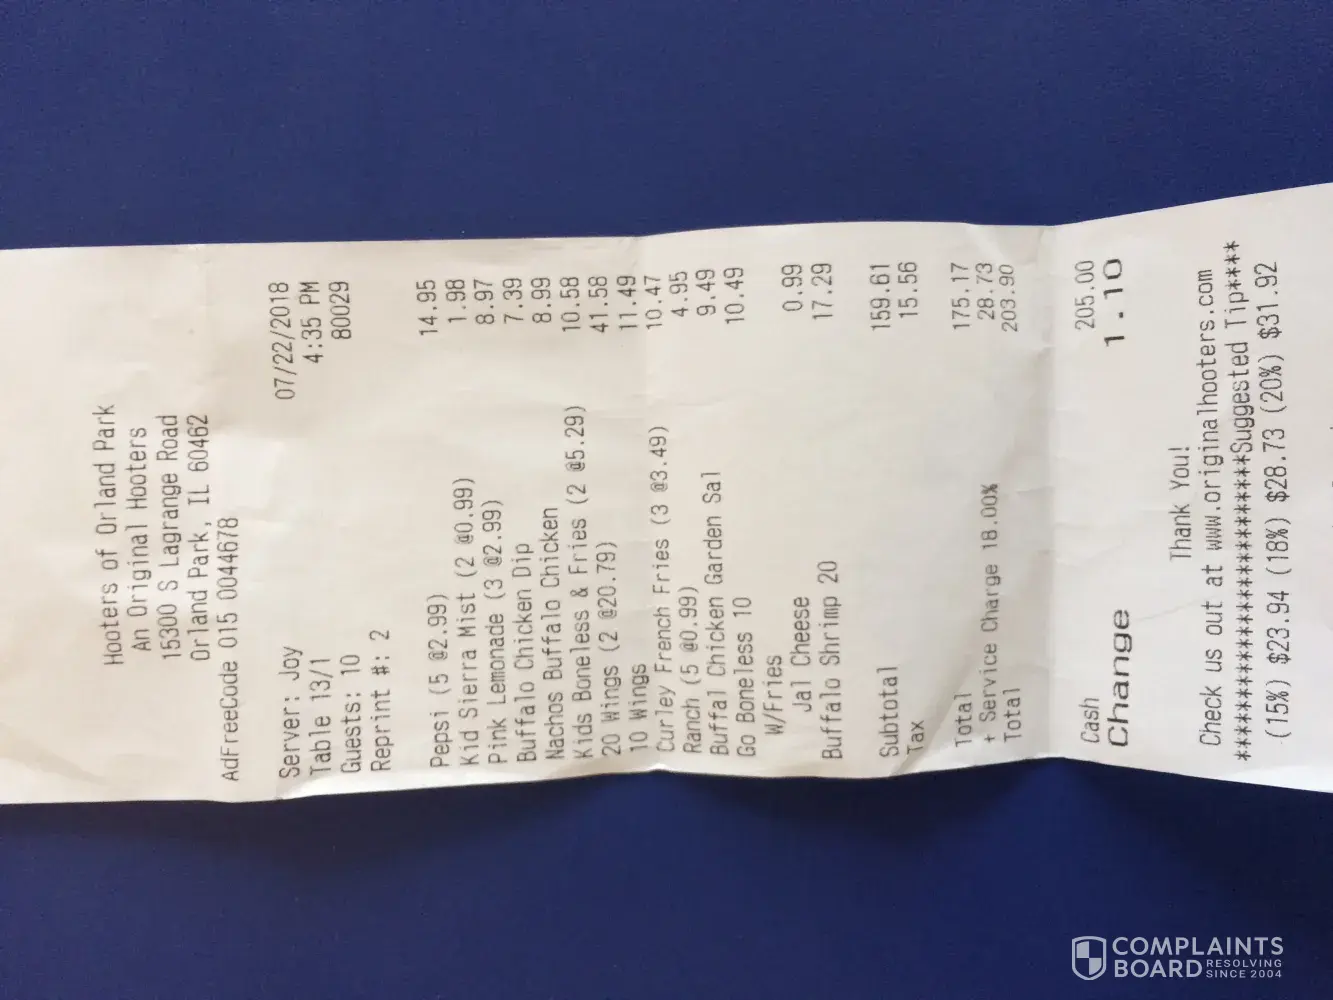 Hooters of Orland Park
An Original Hooters
15300 S Lagrange Road
Orland Park, IL 60462
AdFreeCode 015 0044678
Server: Joy 07/22/2018
Table 13/1 4:35 PM
Guests: 10 80029
Reprint #: 2
Pepsi (5 @2.99) 14.95
Kid Sierra Mist (2 @0.99) 1.98
Pink Lemonade (3 @2.99) 8.97
Buffalo Chicken Dip 7.39
Nachos Buffalo Chicken 8.99
Kids Boneless & Fries (2 @5.29) 10.58
20 Wings (2 @20.79) 41.58
10 Wings 11.49
Curley French Fries (3 @3.49) 10.47
Ranch (5 @0.99) 4.95
Buffal Chicken Garden Sal 9.49
Go Boneless 10 10.49
W/Fries
Jal Cheese 0.99
Buffalo Shrimp 20 17.29
Subtotal 159.61
Tax 15.56
Total 175.17
+ Service Charge 18.00% 28.73
Total 203.90
Cash 205.00
Change 1.10
Thank You!
Check us out at www.originalhooters.com
**************************Suggested Tip****
(15%) $23.94 (18%) $28.73 (20%) $31.92
COMPLAINTS
BOARD RESOLVING
SINCE 2004